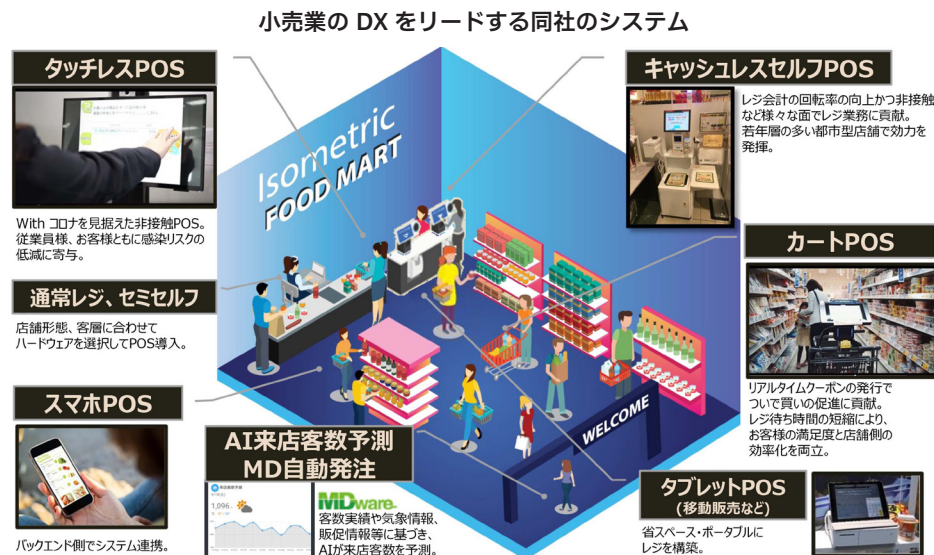 小売業の DX をリードする同社のシステム
タッチレスPOS
With コロナを見据えた非接触POS。
従業員様、お客様ともに感染リスクの
低減に寄与。
通常レジ、セミセルフ
店舗形態、客層に合わせて
ハードウェアを選択してPOS導入。
スマホPOS
バックエンド側でシステム連携。
Isometric
FOOD MART
WELCOME
AI来店客数予測
MD自動発注
1,096
MDware
客数実績や気象情報、
販促情報等に基づき、
AIが来店客数を予測。
キャッシュレスセルフPOS
レジ会計の回転率の向上かつ非接触
など様々な面でレジ業務に貢献。
若年層の多い都市型店舗で効力を
発揮。
カートPOS
リアルタイムクーポンの発行で
ついで買いの促進に貢献。
レジ待ち時間の短縮により、
お客様の満足度と店舗側の
効率化を両立。
タブレットPOS
(移動販売など)
省スペース・ポータブルに
レジを構築。